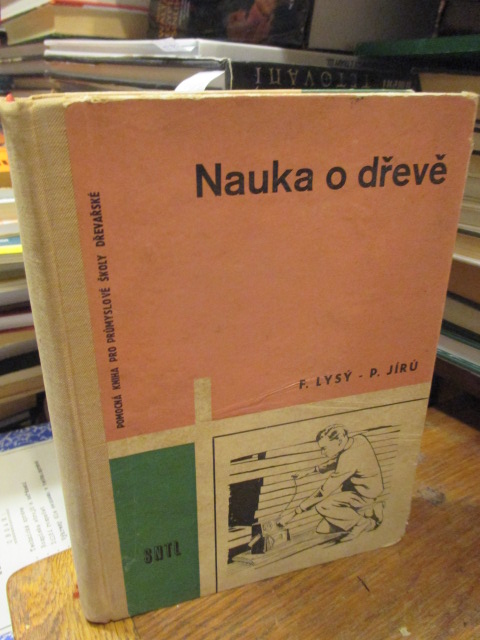 Nauka o dřevě
POMOCNÁ KNIHA PRO PRŮMYSLOVÉ ŠKOLY DŘEVAŘSKÉ
F. LYSÝ - P. JÍRŮ
SNTL